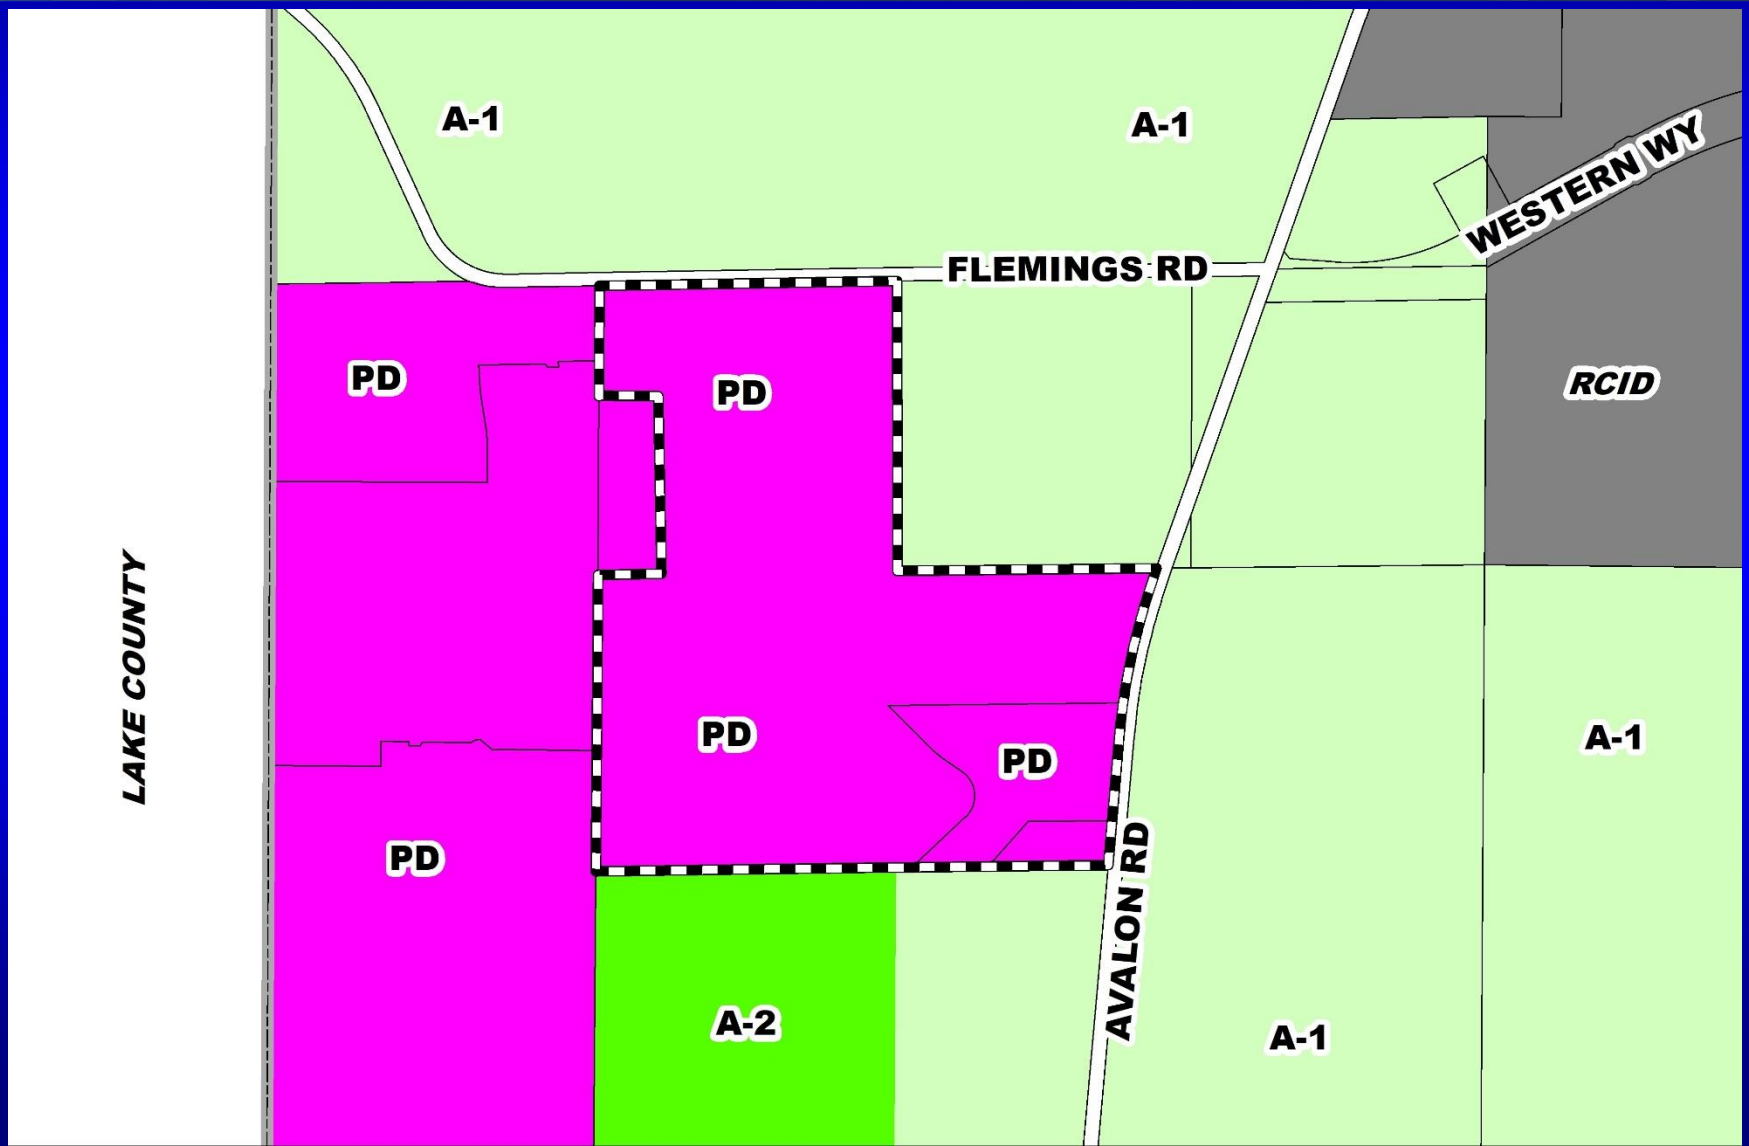 A-1
A-1
WESTERN WY
FLEMINGS RD
PD
PD
RCID
LAKE COUNTY
PD
PD
A-1
PD
AVALON RD
A-2
A-1